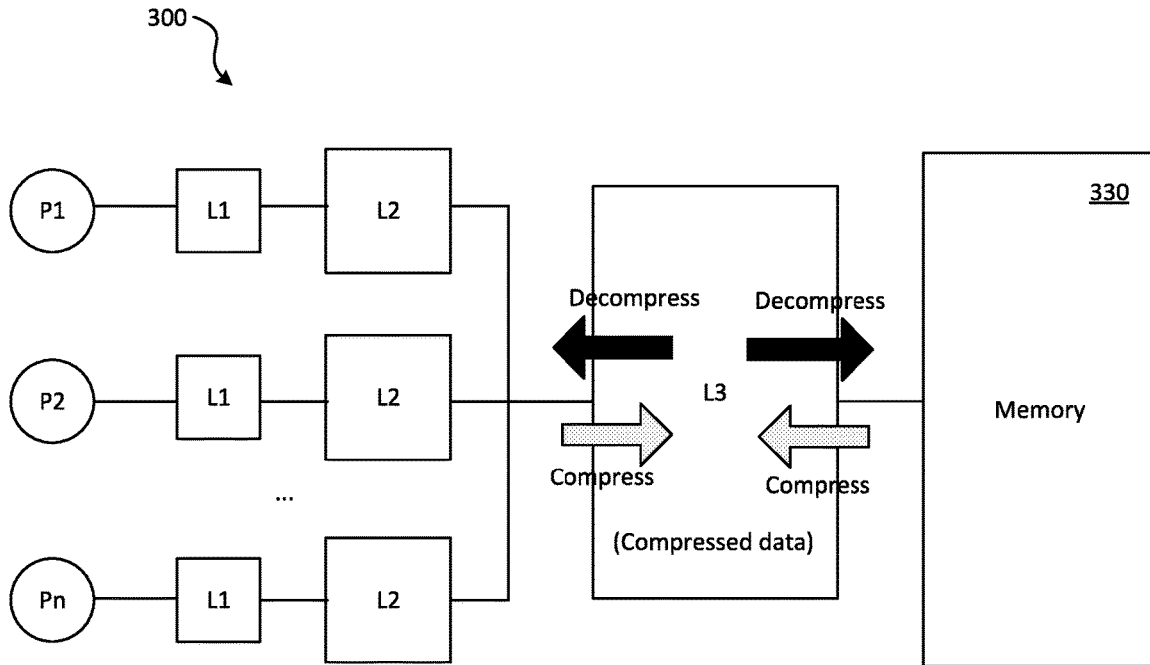 300
P1
L1
L2
330
Decompress
Decompress
P2
L1
L2
L3
Memory
Compress
Compress
...
(Compressed data)
Pn
L1
L2